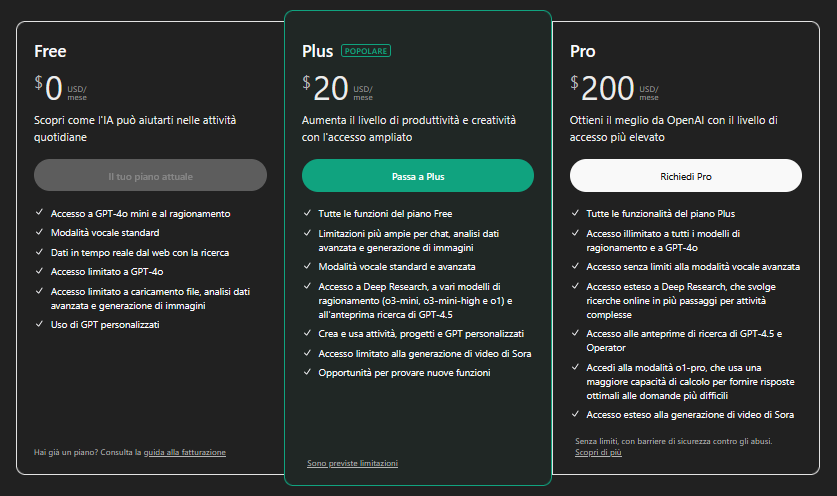 Free
$0 USD/
mese
Scopri come l'IA può aiutarti nelle attività
quotidiane
Il tuo piano attuale
Accesso a GPT-4o mini e al ragionamento
Modalità vocale standard
Dati in tempo reale dal web con la ricerca
Accesso limitato a GPT-4o
Accesso limitato a caricamento file, analisi dati
avanzata e generazione di immagini
Uso di GPT personalizzati
Hai già un piano? Consulta la guida alla fatturazione
Plus POPOLARE
$20 USD/
mese
Aumenta il livello di produttività e creatività
con l'accesso ampliato
Passa a Plus
Tutte le funzioni del piano Free
Limitazioni più ampie per chat, analisi dati
avanzata e generazione di immagini
Modalità vocale standard e avanzata
Accesso a Deep Research, a vari modelli di
ragionamento (o3-mini, o3-mini-high e o1) e
all'anteprima ricerca di GPT-4.5
Crea e usa attività, progetti e GPT personalizzati
Accesso limitato alla generazione di video di Sora
Opportunità per provare nuove funzioni
Sono previste limitazioni
Pro
$200 USD/
mese
Ottieni il meglio da OpenAI con il livello di
accesso più elevato
Richiedi Pro
Tutte le funzionalità del piano Plus
Accesso illimitato a tutti i modelli di
ragionamento e a GPT-4o
Accesso senza limiti alla modalità vocale avanzata
Accesso esteso a Deep Research, che svolge
ricerche online in più passaggi per attività
complesse
Accesso alle anteprime di ricerca di GPT-4.5 e
Operator
Accedi alla modalità o1-pro, che usa una
maggiore capacità di calcolo per fornire risposte
ottimali alle domande più difficili
Accesso esteso alla generazione di video di Sora
Senza limiti, con barriere di sicurezza contro gli abusi.
Scopri di più